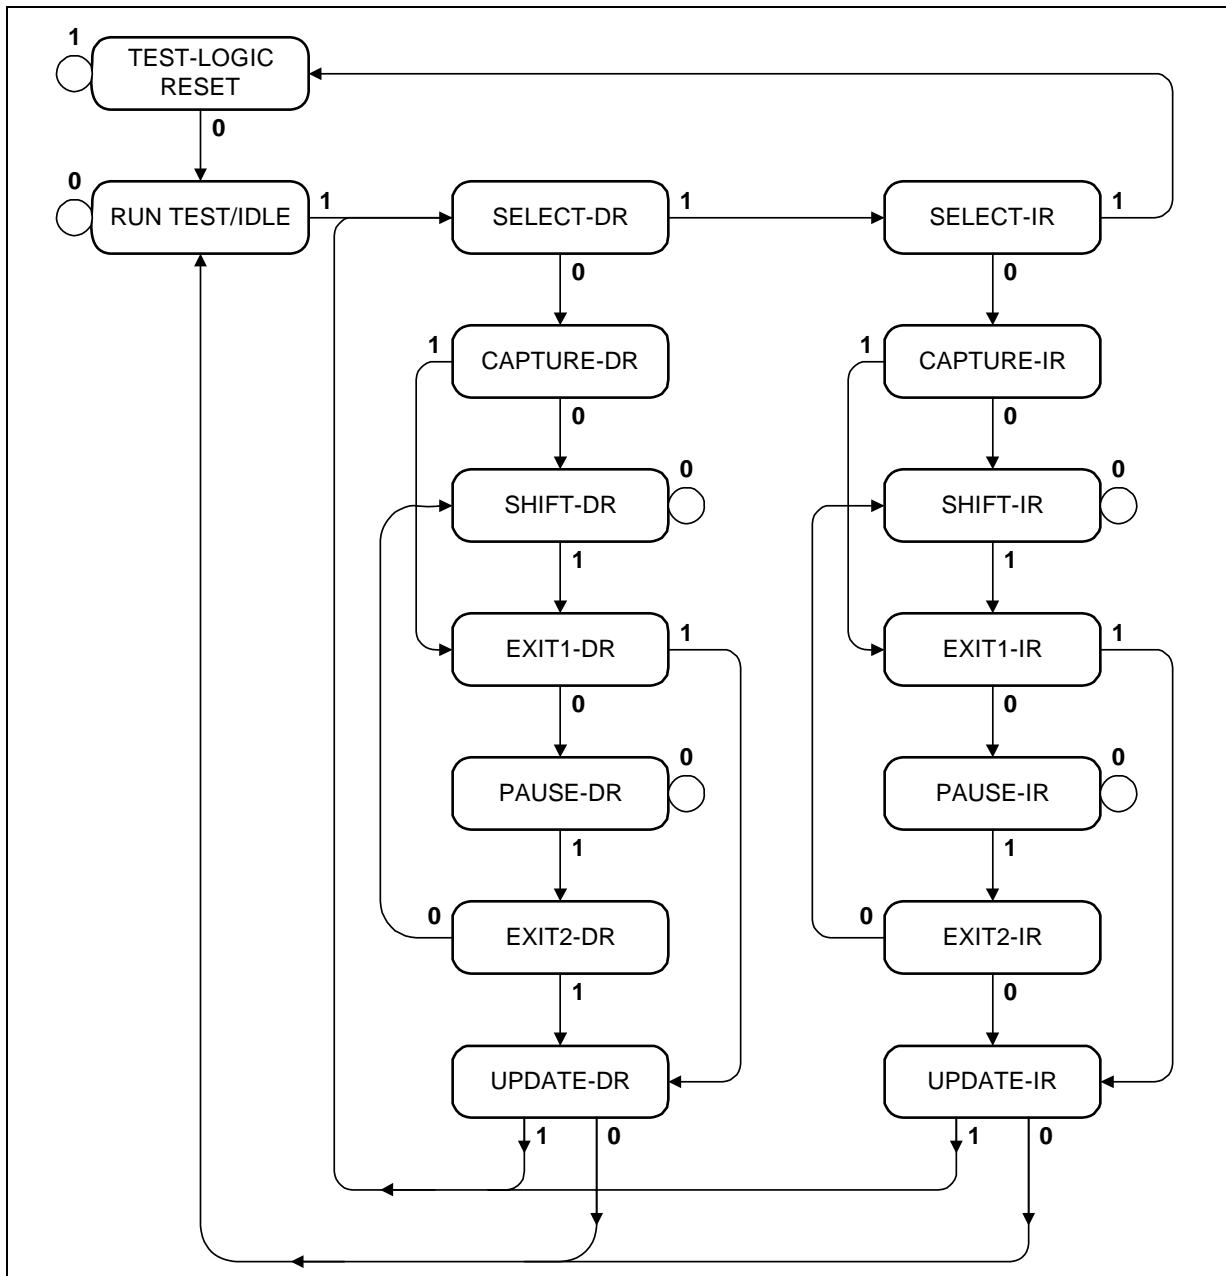 1
TEST-LOGIC
RESET
0
0
RUN TEST/IDLE
1
SELECT-DR
1
SELECT-IR
1
0
0
1
CAPTURE-DR
1
CAPTURE-IR
0
0
0
0
SHIFT-DR
SHIFT-IR
1
1
EXIT1-DR
1
EXIT1-IR
1
0
0
0
0
PAUSE-DR
PAUSE-IR
1
1
0
EXIT2-DR
0
EXIT2-IR
1
0
UPDATE-DR
UPDATE-IR
1
0
1
0